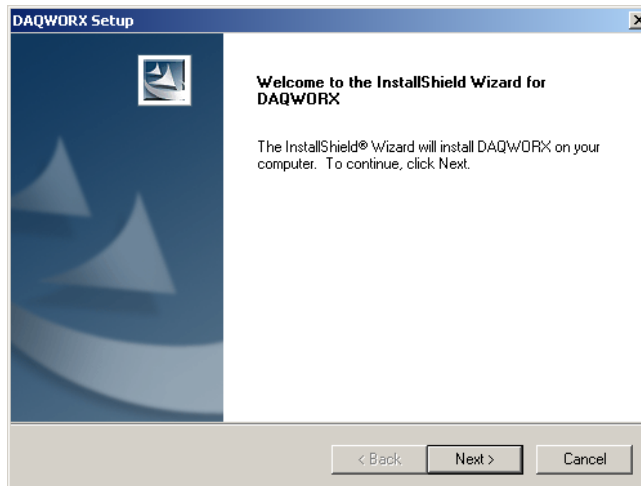 DAQWORX Setup
Welcome to the InstallShield Wizard for
DAQWORX
The InstallShield® Wizard will install DAQWORX on your
computer. To continue, click Next.
< Back
Next >
Cancel